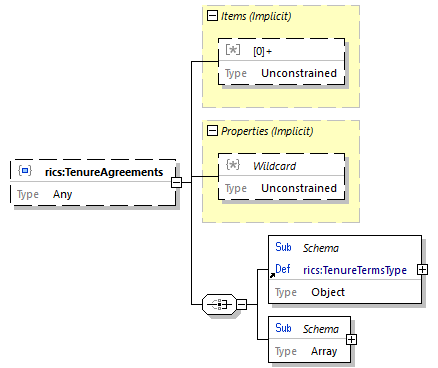 Items (Implicit)
[0]+
Type Unconstrained
Properties (Implicit)
Wildcard
Type Unconstrained
rics:TenureAgreements
Type Any
Sub Schema
Def rics:TenureTermsType
Type Object
Sub Schema
Type Array